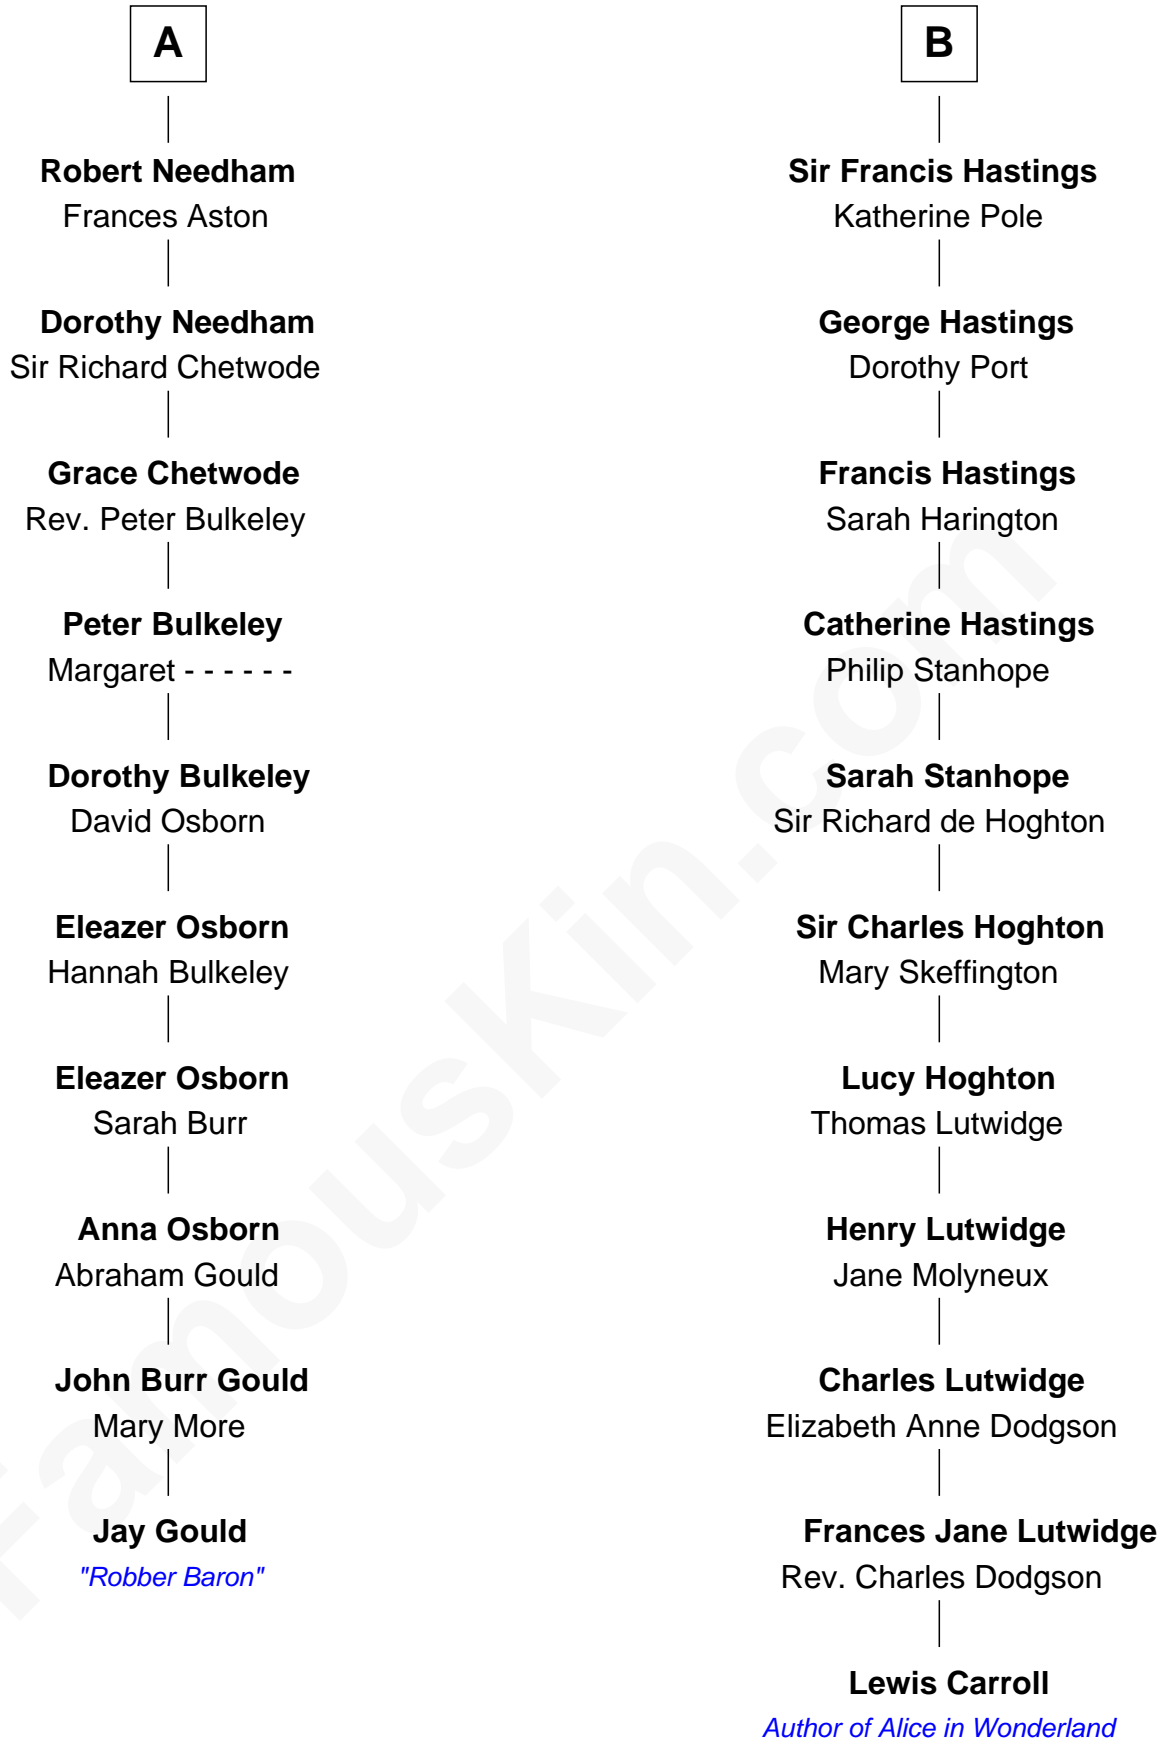 A
Robert Needham
Frances Aston
Dorothy Needham
Sir Richard Chetwode
Grace Chetwode
Rev. Peter Bulkeley
Peter Bulkeley
Margaret - - - - - -
Dorothy Bulkeley
David Osborn
Eleazer Osborn
Hannah Bulkeley
Eleazer Osborn
Sarah Burr
Anna Osborn
Abraham Gould
John Burr Gould
Mary More
Jay Gould
"Robber Baron"
B
Sir Francis Hastings
Katherine Pole
George Hastings
Dorothy Port
Francis Hastings
Sarah Harington
Catherine Hastings
Philip Stanhope
Sarah Stanhope
Sir Richard de Hoghton
Sir Charles Hoghton
Mary Skeffington
Lucy Hoghton
Thomas Lutwidge
Henry Lutwidge
Jane Molyneux
Charles Lutwidge
Elizabeth Anne Dodgson
Frances Jane Lutwidge
Rev. Charles Dodgson
Lewis Carroll
Author of Alice in Wonderland
FamousKin.com